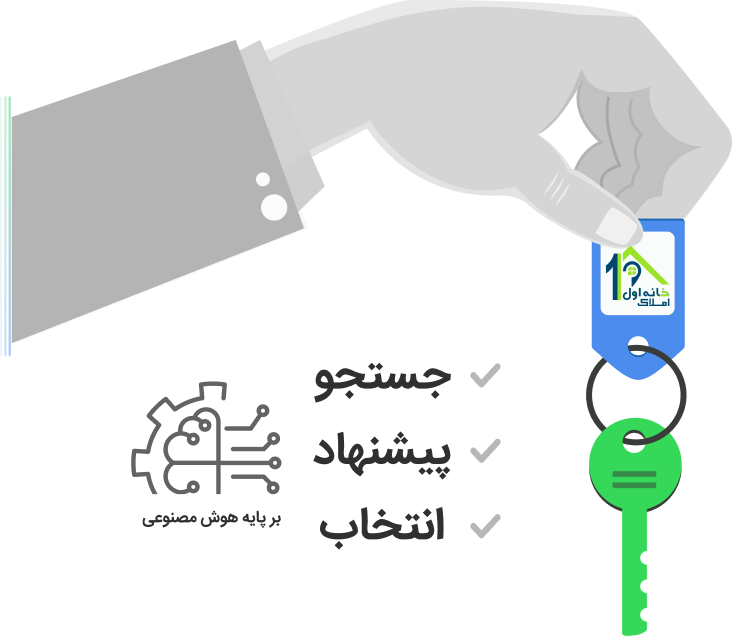 خانه اول
املاک
جستجو
پیشنهاد
انتخاب
بر پایه هوش مصنوعی